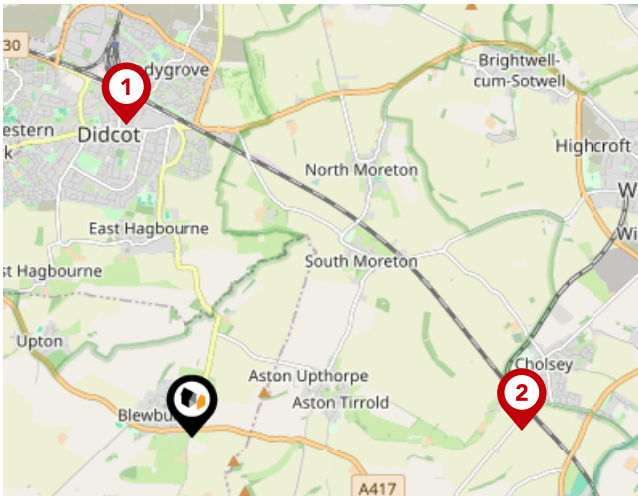 30
dygrove
1
estern
k
Didcot
Brightwell-
cum-Sotwell
Highcroft
North Moreton
W
East Hagbourne
Wi
st Hagbourne
South Moreton
Upton
Cholsey
Aston Upthorpe
2
Aston Tirrold
Blewbu
A417